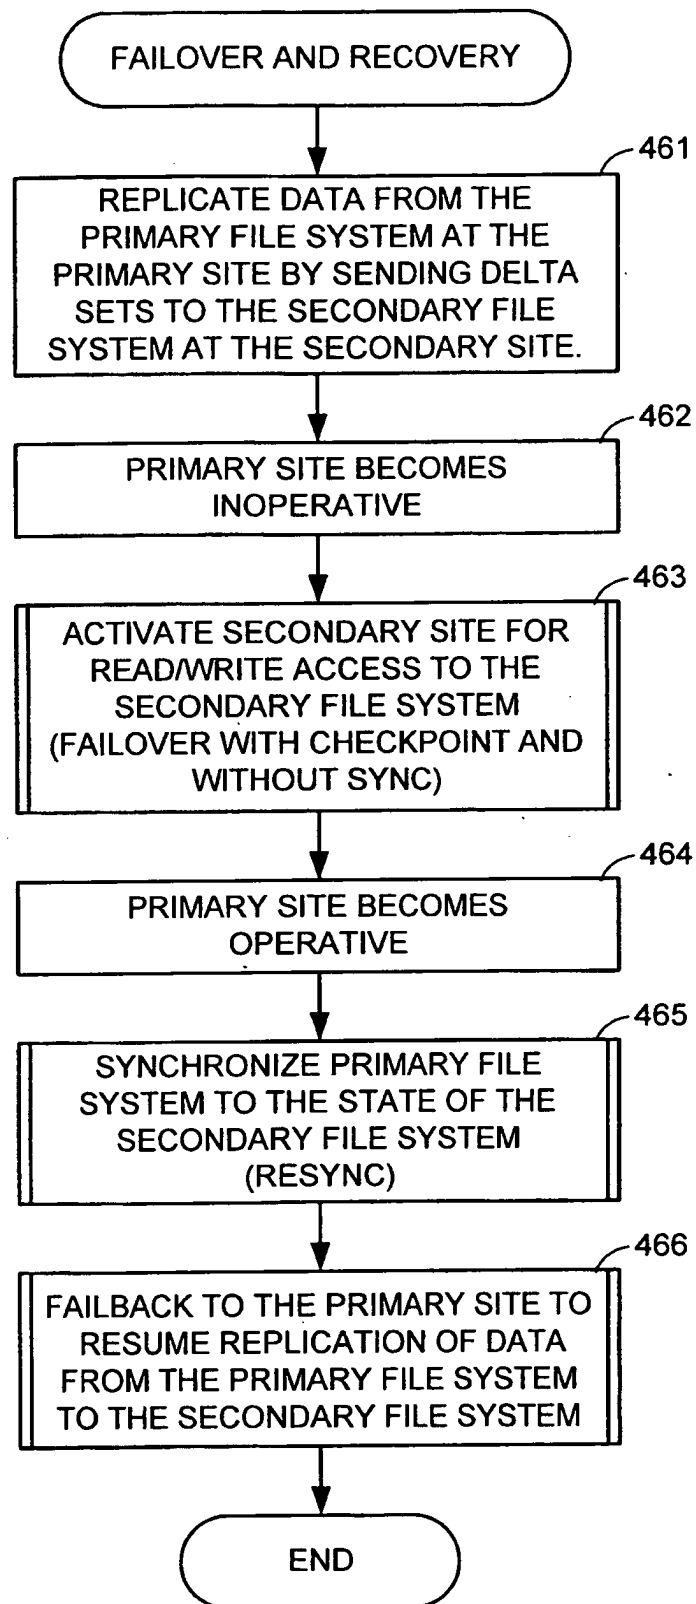 FAILOVER AND RECOVERY
461
REPLICATE DATA FROM THE
PRIMARY FILE SYSTEM AT THE
PRIMARY SITE BY SENDING DELTA
SETS TO THE SECONDARY FILE
SYSTEM AT THE SECONDARY SITE.
462
PRIMARY SITE BECOMES
INOPERATIVE
463
ACTIVATE SECONDARY SITE FOR
READ/WRITE ACCESS TO THE
SECONDARY FILE SYSTEM
(FAILOVER WITH CHECKPOINT AND
WITHOUT SYNC)
464
PRIMARY SITE BECOMES
OPERATIVE
465
SYNCHRONIZE PRIMARY FILE
SYSTEM TO THE STATE OF THE
SECONDARY FILE SYSTEM
(RESYNC)
466
FAILBACK TO THE PRIMARY SITE TO
RESUME REPLICATION OF DATA
FROM THE PRIMARY FILE SYSTEM
TO THE SECONDARY FILE SYSTEM
END